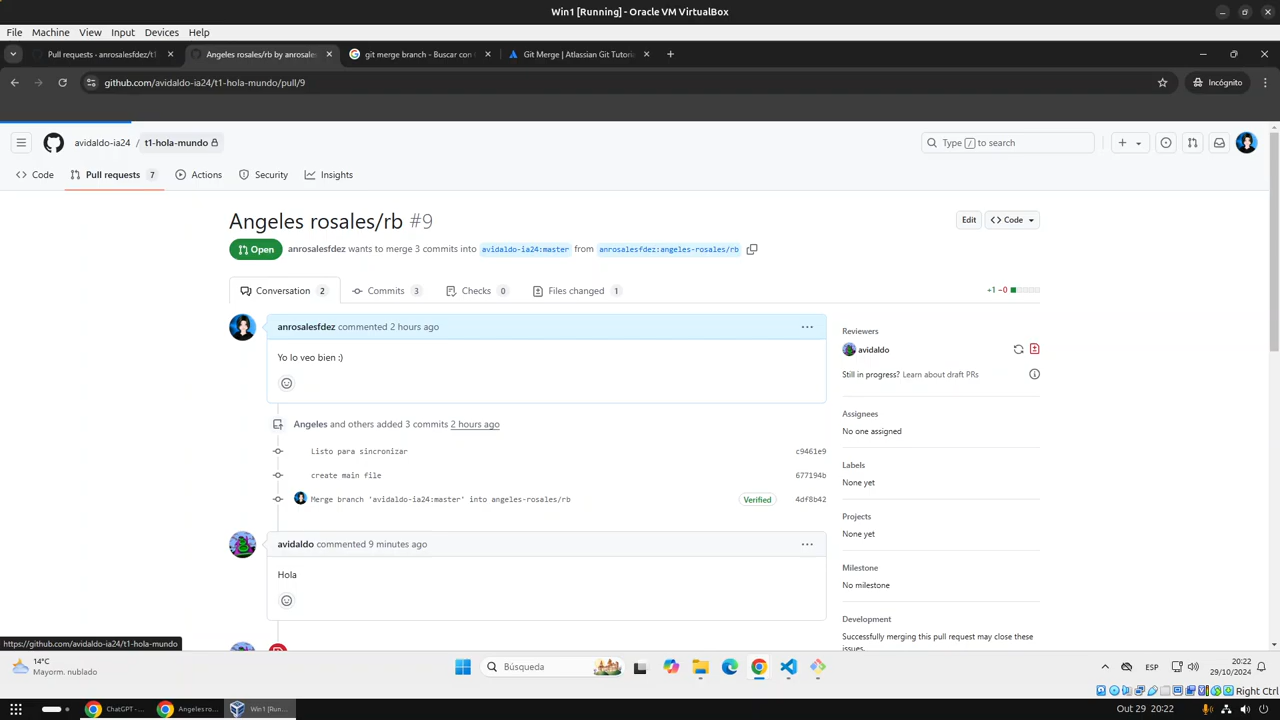 Win1 [Running] - Oracle VM VirtualBox
File Machine View Input Devices Help
Pull requests - anrosalesfdez/t1
Angeles rosales/rb by anrosales
git merge branch - Buscar con
Git Merge | Atlassian Git Tutori
github.com/avidaldo-ia24/t1-hola-mundo/pull/9
Incógnito
avidaldo-ia24 / t1-hola-mundo
Type / to search
Code
Pull requests 7
Actions
Security
Insights
Angeles rosales/rb #9
Edit
Code
Open
anrosalesfdez wants to merge 3 commits into avidaldo-ia24:master from anrosalesfdez:angeles-rosales/rb
Conversation 2
Commits 3
Checks 0
Files changed 1
+1 −0
anrosalesfdez commented 2 hours ago
Yo lo veo bien :)
Angeles and others added 3 commits 2 hours ago
Listo para sincronizar c9461e9
create main file 677194b
Merge branch 'avidaldo-ia24:master' into angeles-rosales/rb Verified 4df8b42
avidaldo commented 9 minutes ago
Hola
Reviewers
avidaldo
Still in progress? Learn about draft PRs
Assignees
No one assigned
Labels
None yet
Projects
None yet
Milestone
No milestone
Development
Successfully merging this pull request may close these
issues.
https://github.com/avidaldo-ia24/t1-hola-mundo
14°C
Mayorm. nublado
Búsqueda
ESP
20:22
29/10/2024
Right Ctrl
ChatGPT - ...
Angeles ro...
Win1 [Run...
Out 29 20:22